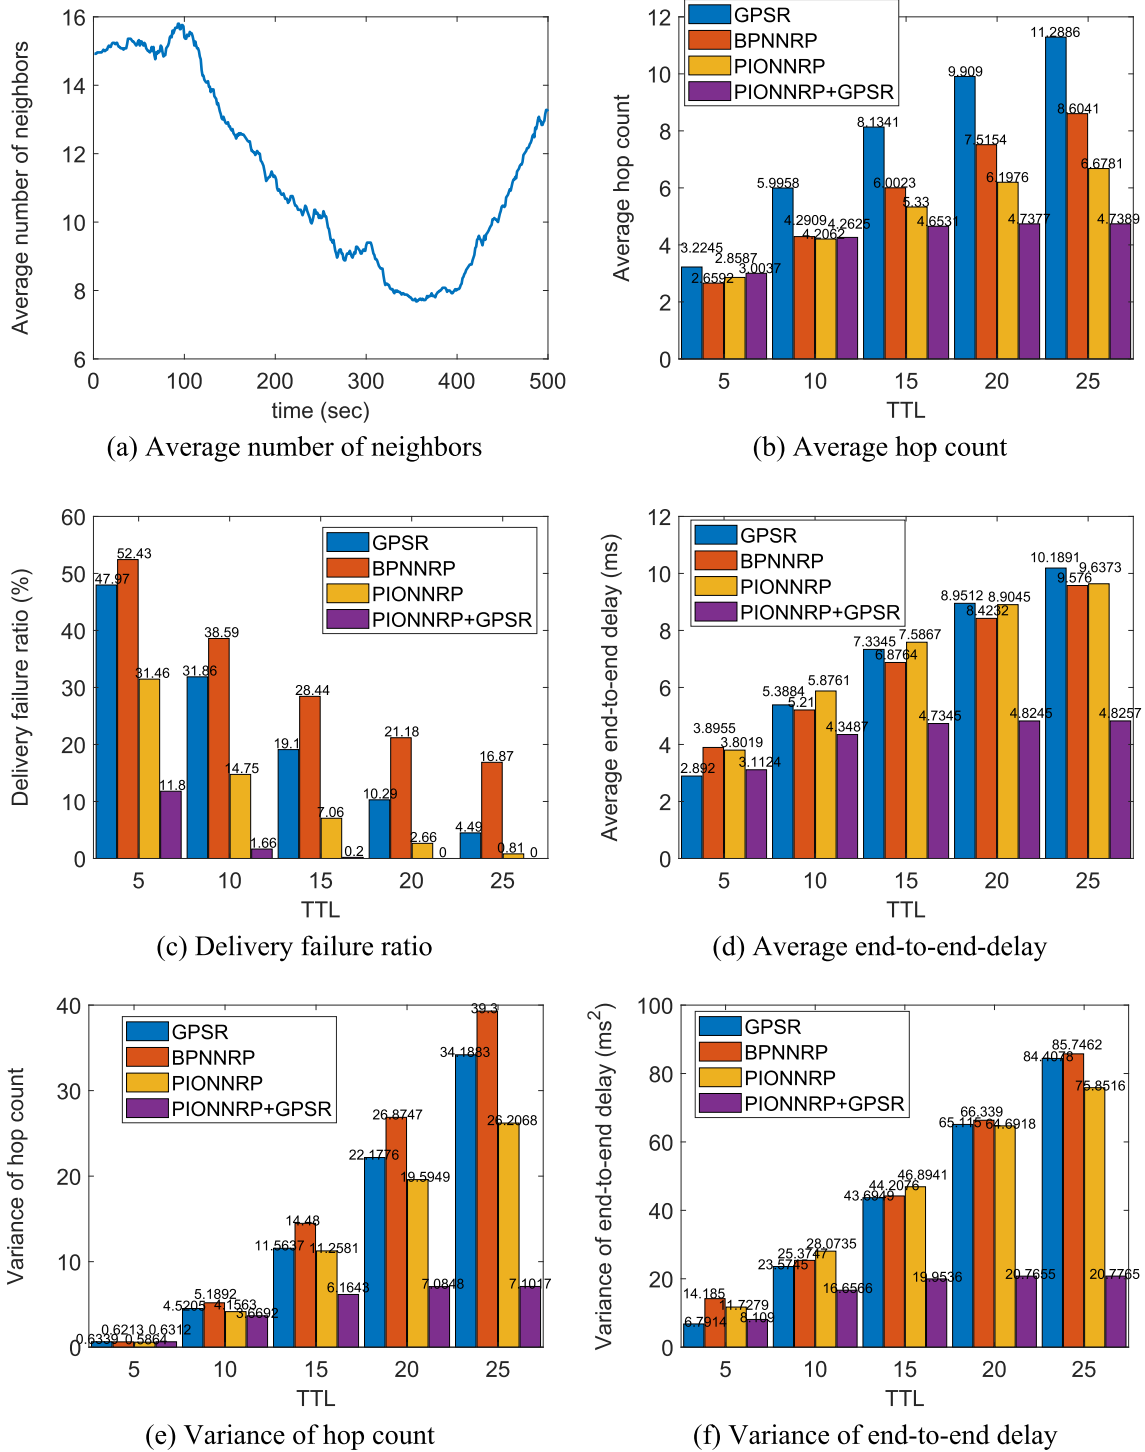 16
14
12
10
8
6
Average number of neighbors
0 100 200 300 400 500
time (sec)
(a) Average number of neighbors
12
10
8
6
4
2
0
Average hop count
GPSR
BPNNRP
PIONNRP
PIONNRP+GPSR
3.2245 2.6592 2.8587 3.0037
5.9958 4.2909 4.2062 4.2625
8.1341 6.0023 5.33 4.6531
9.909 7.5154 6.1976 4.7377
11.2886 8.6041 6.6781 4.7389
5 10 15 20 25
TTL
(b) Average hop count
60
50
40
30
20
10
0
Delivery failure ratio (%)
GPSR
BPNNRP
PIONNRP
PIONNRP+GPSR
47.97 52.43 31.46 11.8
31.86 38.59 14.75 1.66
19.1 28.44 7.06 0.2
10.29 21.18 2.66 0
4.49 16.87 0.81 0
5 10 15 20 25
TTL
(c) Delivery failure ratio
12
10
8
6
4
2
0
Average end-to-end delay (ms)
GPSR
BPNNRP
PIONNRP
PIONNRP+GPSR
2.892 3.8955 3.8019 3.1124
5.3884 5.21 5.8761 4.3487
7.3345 6.8764 7.5867 4.7345
8.9512 8.4232 8.9045 4.8245
10.1891 9.576 9.6373 4.8257
5 10 15 20 25
TTL
(d) Average end-to-end-delay
40
30
20
10
0
Variance of hop count
GPSR
BPNNRP
PIONNRP
PIONNRP+GPSR
0.6339 0.6213 0.5864 0.6312
4.5205 5.1892 4.1563 3.6692
11.5637 14.48 11.2581 6.1643
22.1776 26.8747 19.5949 7.0848
34.1883 39.3 26.2068 7.1017
5 10 15 20 25
TTL
(e) Variance of hop count
100
80
60
40
20
0
Variance of end-to-end delay (ms²)
GPSR
BPNNRP
PIONNRP
PIONNRP+GPSR
6.7914 14.185 11.7279 8.109
23.5745 25.3747 28.0735 16.6566
43.6949 44.2076 46.8941 19.9536
65.115 66.339 64.6918 20.7655
84.4078 85.7462 75.8516 20.7765
5 10 15 20 25
TTL
(f) Variance of end-to-end delay